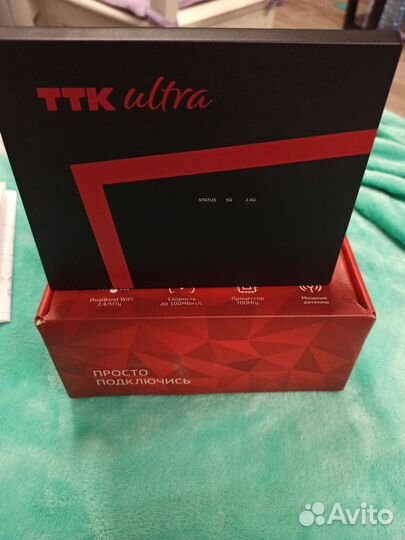 TTK ultra
STATUS 5G 2.4G
DualBand WiFi
2,4/5ГГц
Скорость
до 100Мбит/с
Процессор
700МГц
Мощные
антенны
ПРОСТО
ПОДКЛЮЧИСЬ
Avito